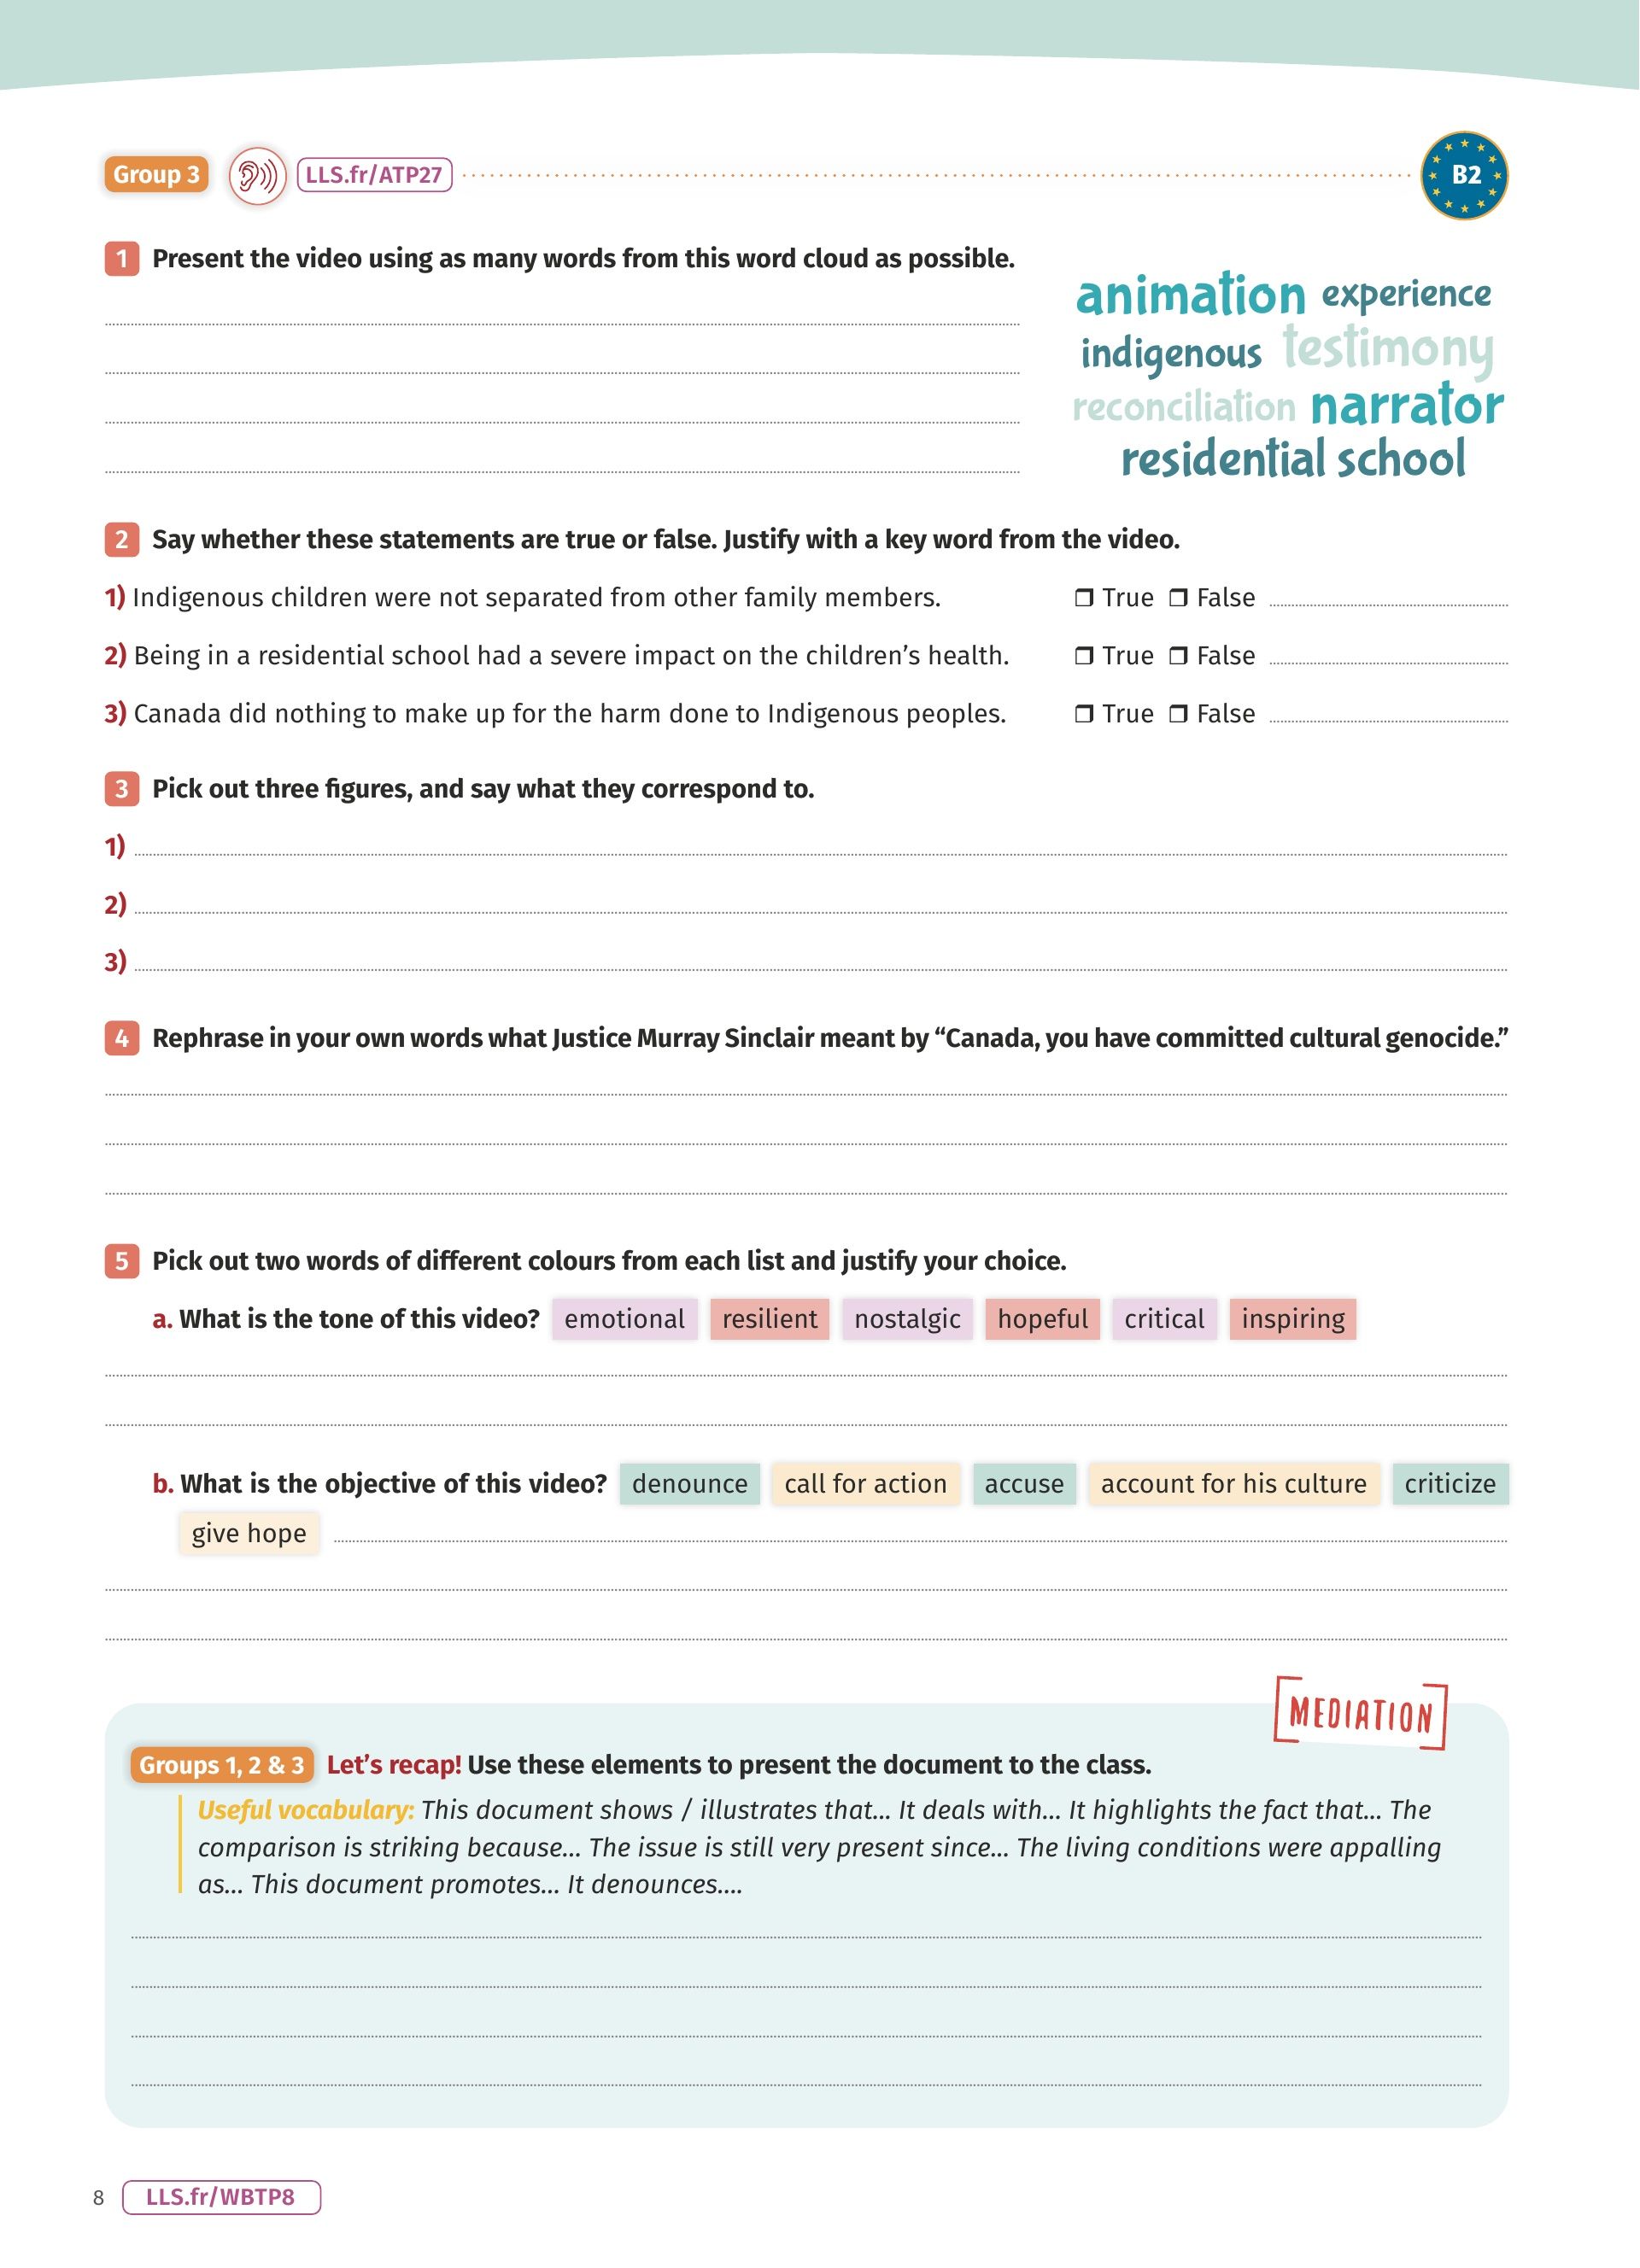 Group 3 LLS.fr/ATP27 B2
1 Present the video using as many words from this word cloud as possible.
animation experience
indigenous testimony
reconciliation narrator
residential school
2 Say whether these statements are true or false. Justify with a key word from the video.
1) Indigenous children were not separated from other family members. ❒ True ❒ False
2) Being in a residential school had a severe impact on the children’s health. ❒ True ❒ False
3) Canada did nothing to make up for the harm done to Indigenous peoples. ❒ True ❒ False
3 Pick out three figures, and say what they correspond to.
1)
2)
3)
4 Rephrase in your own words what Justice Murray Sinclair meant by “Canada, you have committed cultural genocide.”
5 Pick out two words of different colours from each list and justify your choice.
a. What is the tone of this video? emotional resilient nostalgic hopeful critical inspiring
b. What is the objective of this video? denounce call for action accuse account for his culture criticize
give hope
MEDIATION
Groups 1, 2 & 3 Let’s recap! Use these elements to present the document to the class.
Useful vocabulary: This document shows / illustrates that... It deals with... It highlights the fact that... The
comparison is striking because... The issue is still very present since... The living conditions were appalling
as... This document promotes... It denounces....
8 LLS.fr/WBTP8